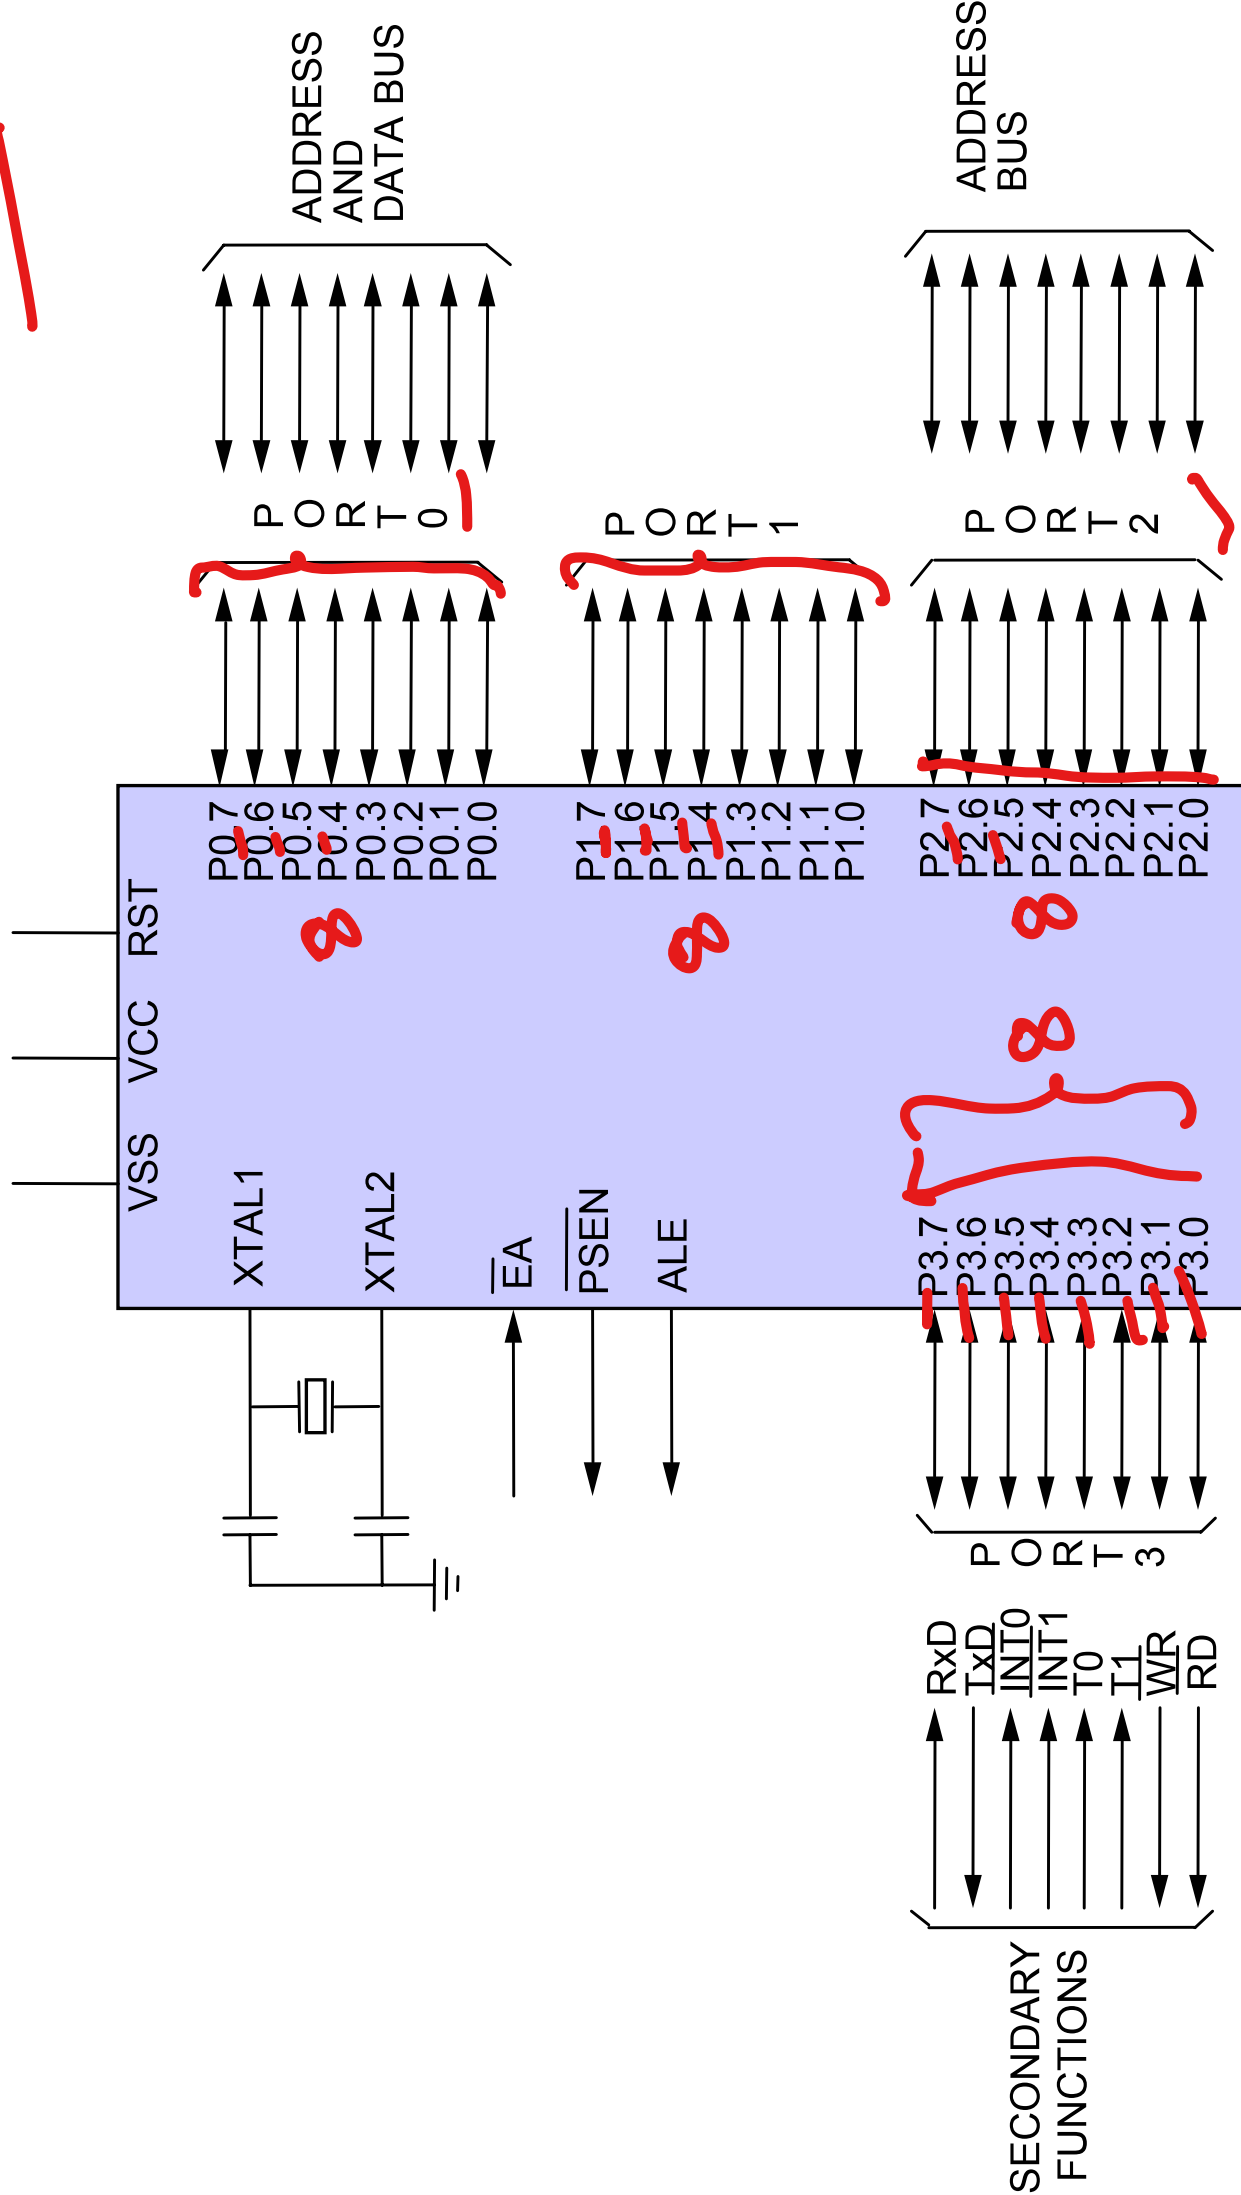 ADDRESS
AND
DATA BUS
ADDRESS
BUS
PORT 0
PORT 1
PORT 2
P0.7
P0.6
P0.5
P0.4
P0.3
P0.2
P0.1
P0.0
P1.7
P1.6
P1.5
P1.4
P1.3
P1.2
P1.1
P1.0
P2.7
P2.6
P2.5
P2.4
P2.3
P2.2
P2.1
P2.0
8
8
8
8
RST
VCC
VSS
XTAL1
XTAL2
EA
PSEN
ALE
P3.7
P3.6
P3.5
P3.4
P3.3
P3.2
P3.1
P3.0
PORT 3
RxD
TxD
INT0
INT1
T0
T1
WR
RD
SECONDARY
FUNCTIONS